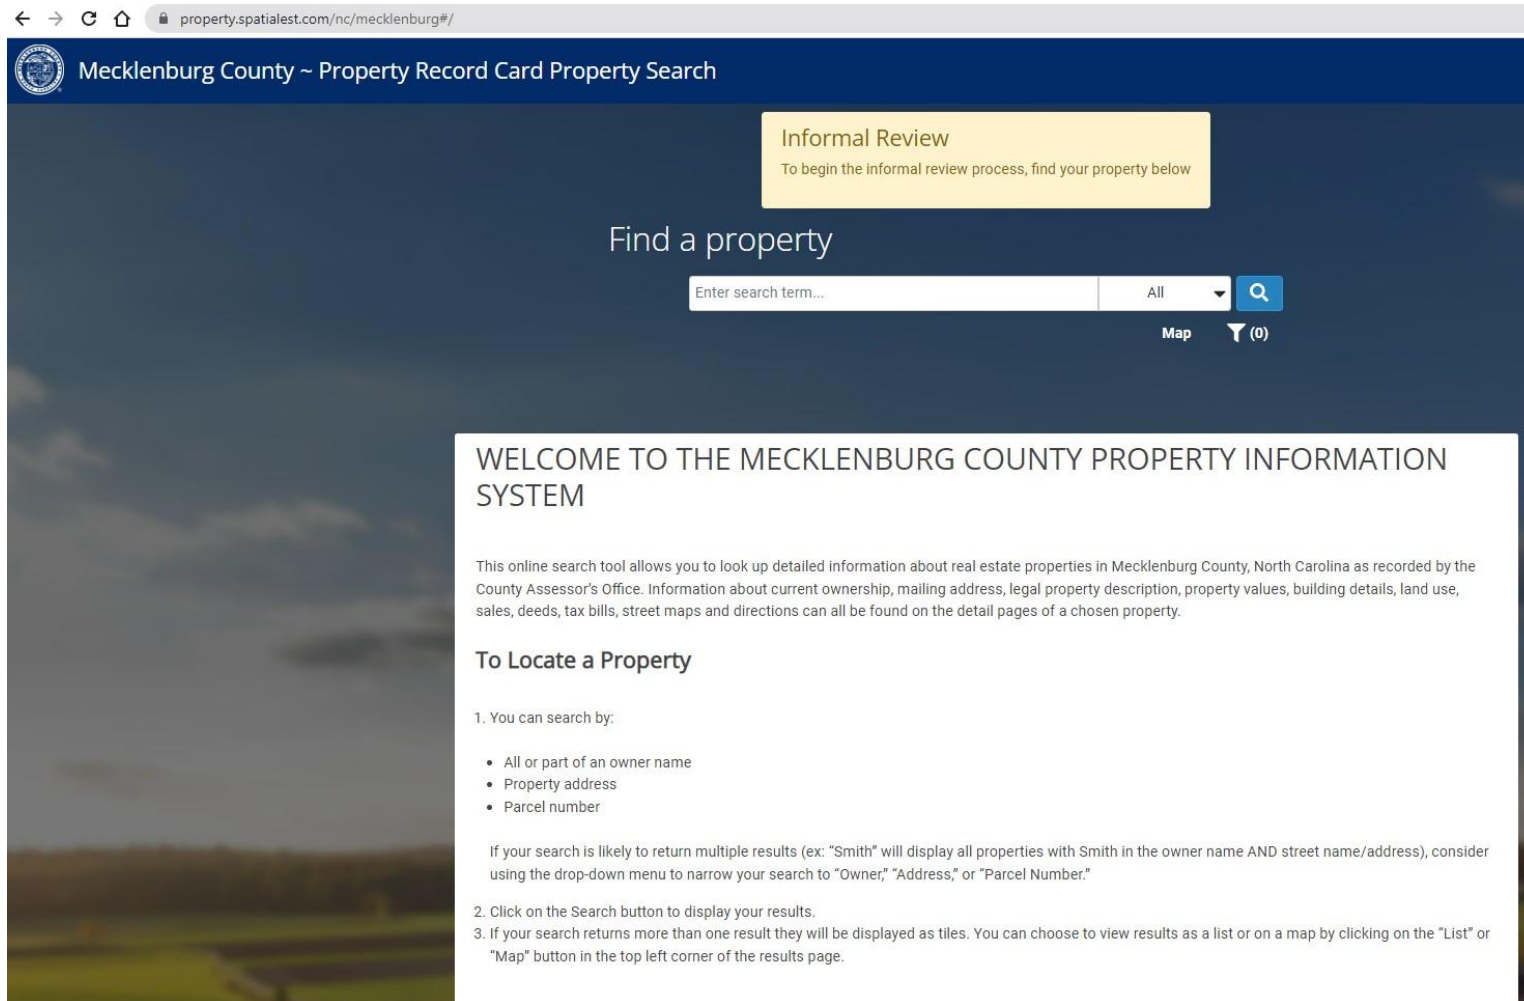 property.spatialest.com/nc/mecklenburg#/
Mecklenburg County ~ Property Record Card Property Search
Informal Review
To begin the informal review process, find your property below
Find a property
Enter search term...
All
Map
(0)
WELCOME TO THE MECKLENBURG COUNTY PROPERTY INFORMATION
SYSTEM
This online search tool allows you to look up detailed information about real estate properties in Mecklenburg County, North Carolina as recorded by the
County Assessor's Office. Information about current ownership, mailing address, legal property description, property values, building details, land use,
sales, deeds, tax bills, street maps and directions can all be found on the detail pages of a chosen property.
To Locate a Property
1. You can search by:
• All or part of an owner name
• Property address
• Parcel number
If your search is likely to return multiple results (ex: “Smith” will display all properties with Smith in the owner name AND street name/address), consider
using the drop-down menu to narrow your search to “Owner,” “Address,” or “Parcel Number.”
2. Click on the Search button to display your results.
3. If your search returns more than one result they will be displayed as tiles. You can choose to view results as a list or on a map by clicking on the “List” or
“Map” button in the top left corner of the results page.